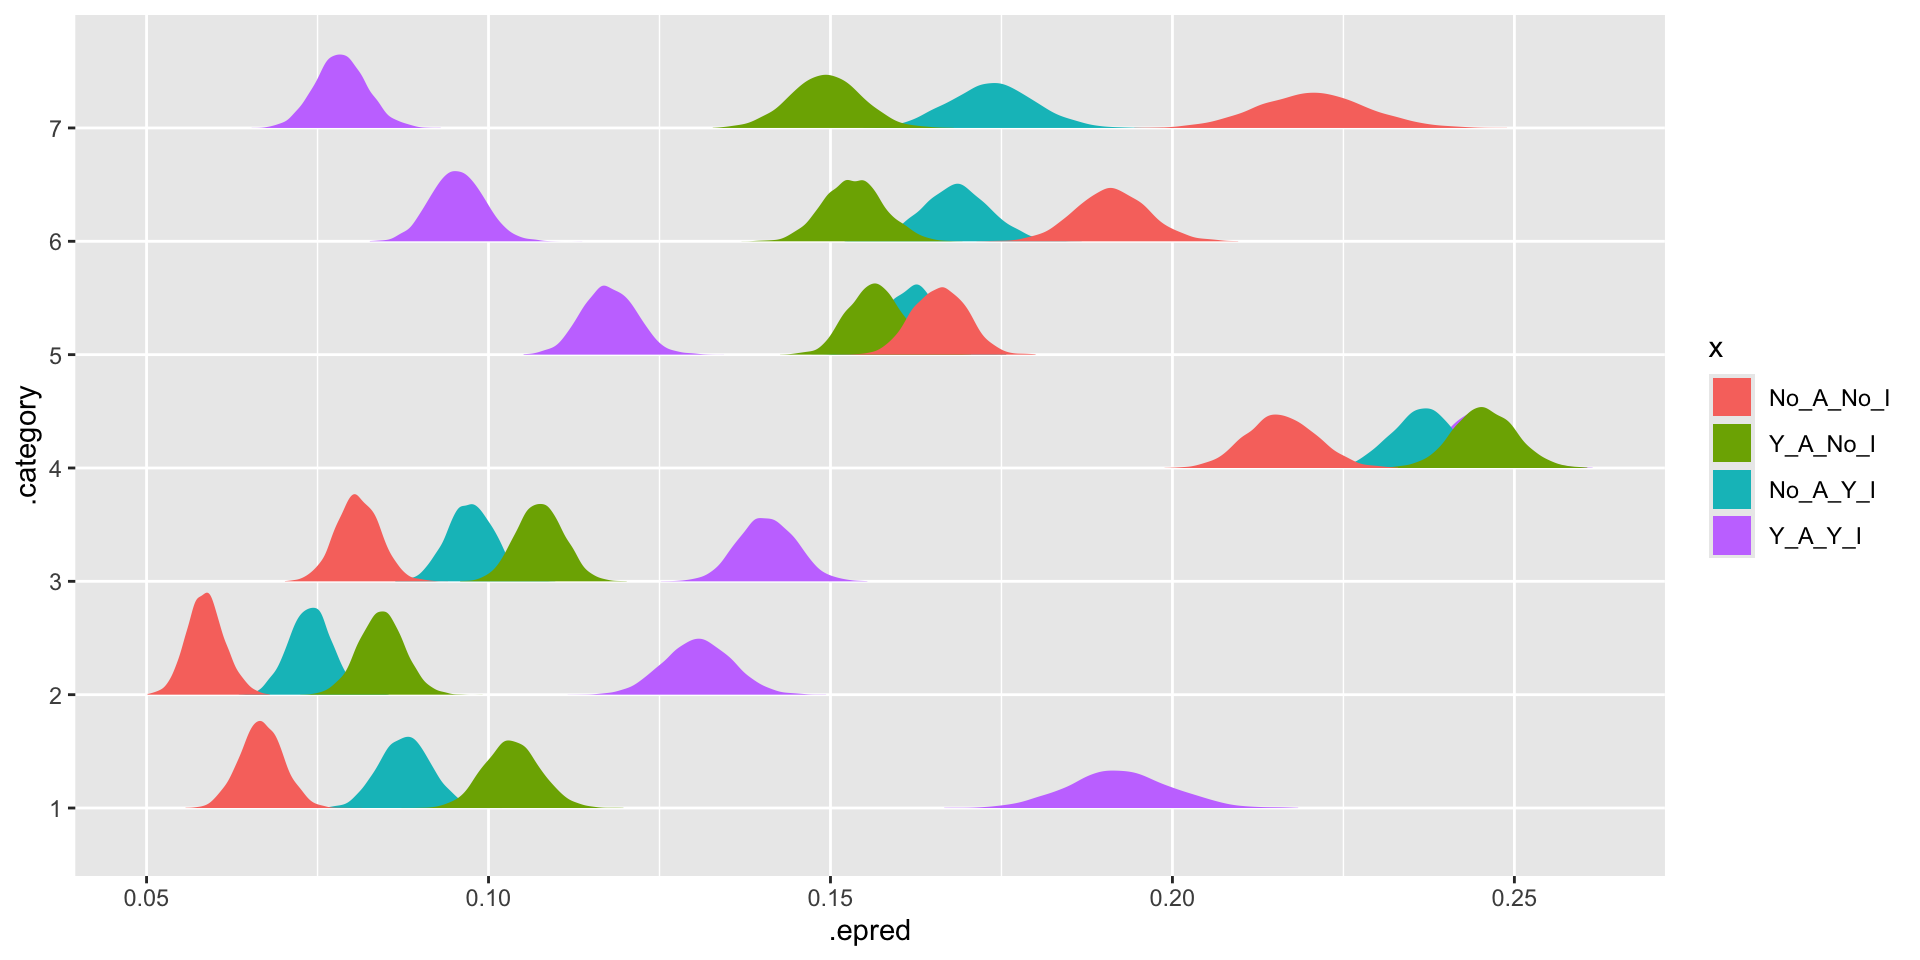 7
6
5
4
3
2
1
.category
0.05 0.10 0.15 0.20 0.25
.epred
x
No_A_No_I
Y_A_No_I
No_A_Y_I
Y_A_Y_I